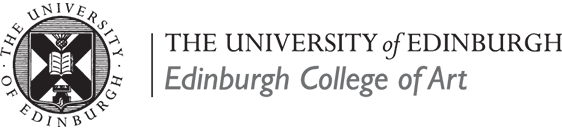 · THE UNIVERSITY ·
OF EDINBURGH
THE UNIVERSITY of EDINBURGH
Edinburgh College of Art